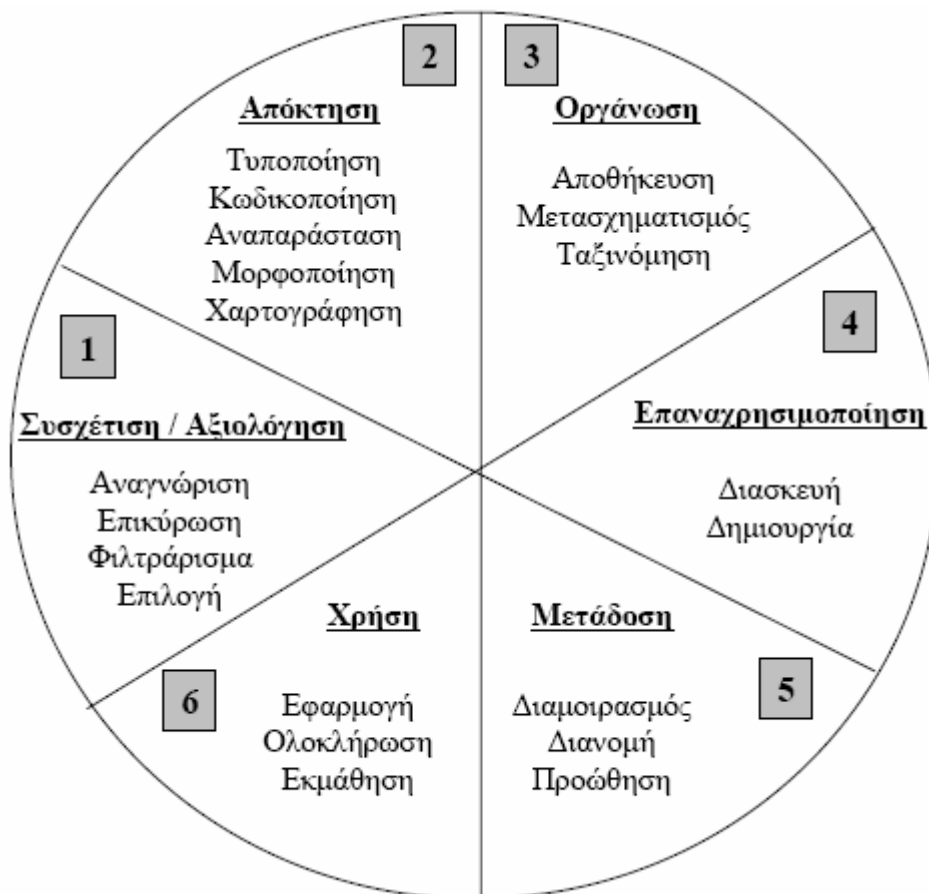 2
Απόκτηση
Τυποποίηση
Κωδικοποίηση
Αναπαράσταση
Μορφοποίηση
Χαρτογράφηση
3
Οργάνωση
Αποθήκευση
Μετασχηματισμός
Ταξινόμηση
1
Συσχέτιση / Αξιολόγηση
Αναγνώριση
Επικύρωση
Φιλτράρισμα
Επιλογή
4
Επαναχρησιμοποίηση
Διασκευή
Δημιουργία
6
Χρήση
Εφαρμογή
Ολοκλήρωση
Εκμάθηση
5
Μετάδοση
Διαμοιρασμός
Διανομή
Προώθηση